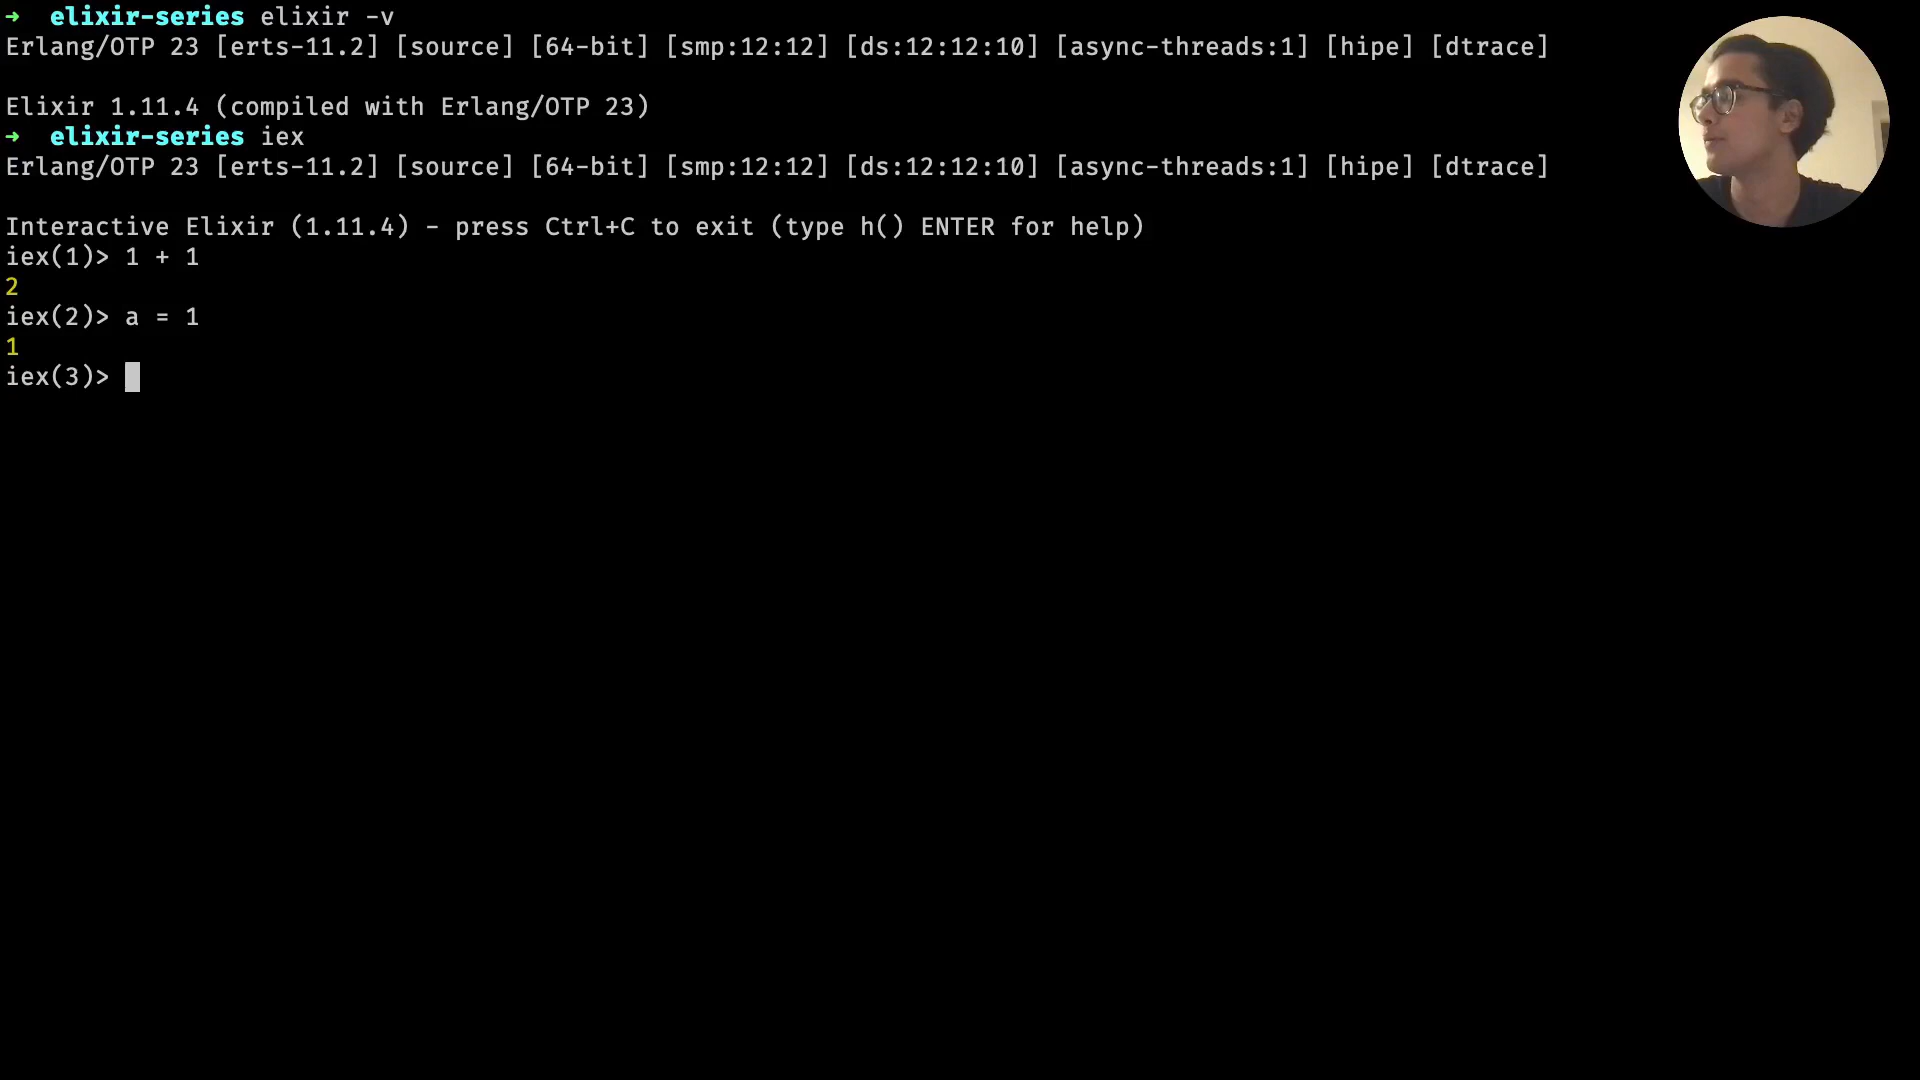 ➜  elixir-series elixir -v
Erlang/OTP 23 [erts-11.2] [source] [64-bit] [smp:12:12] [ds:12:12:10] [async-threads:1] [hipe] [dtrace]
Elixir 1.11.4 (compiled with Erlang/OTP 23)
➜  elixir-series iex
Erlang/OTP 23 [erts-11.2] [source] [64-bit] [smp:12:12] [ds:12:12:10] [async-threads:1] [hipe] [dtrace]
Interactive Elixir (1.11.4) - press Ctrl+C to exit (type h() ENTER for help)
iex(1)> 1 + 1
2
iex(2)> a = 1
1
iex(3)>